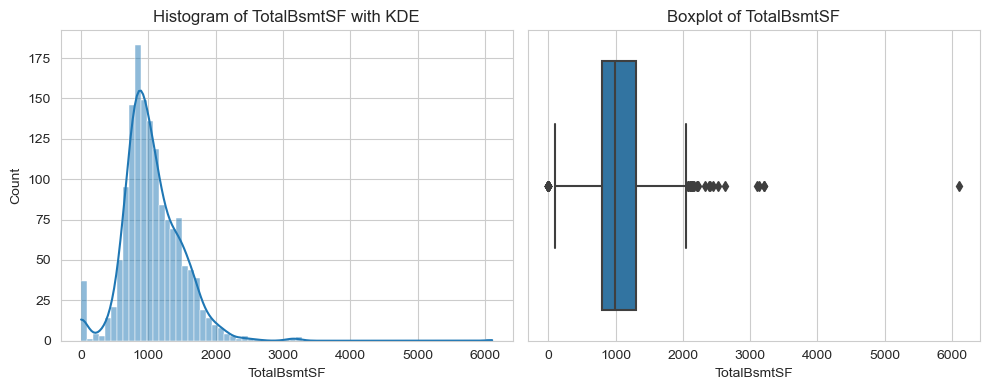 Histogram of TotalBsmtSF with KDE
Count
175
150
125
100
75
50
25
0
0 1000 2000 3000 4000 5000 6000
TotalBsmtSF
Boxplot of TotalBsmtSF
0 1000 2000 3000 4000 5000 6000
TotalBsmtSF